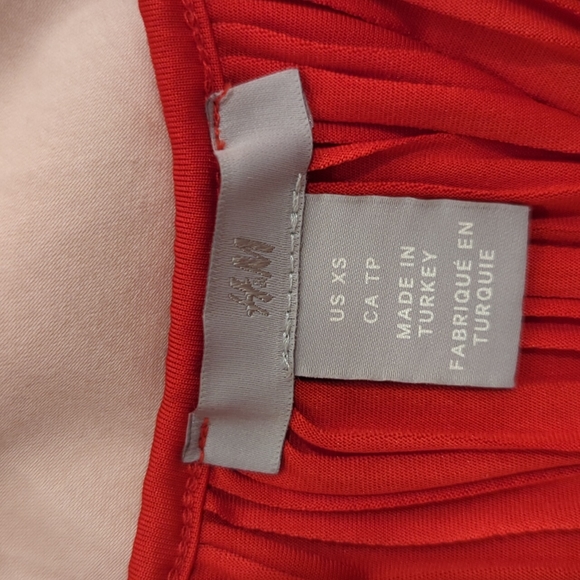 H&M
US XS
CA TP
MADE IN
TURKEY
FABRIQUÉ EN
TURQUIE